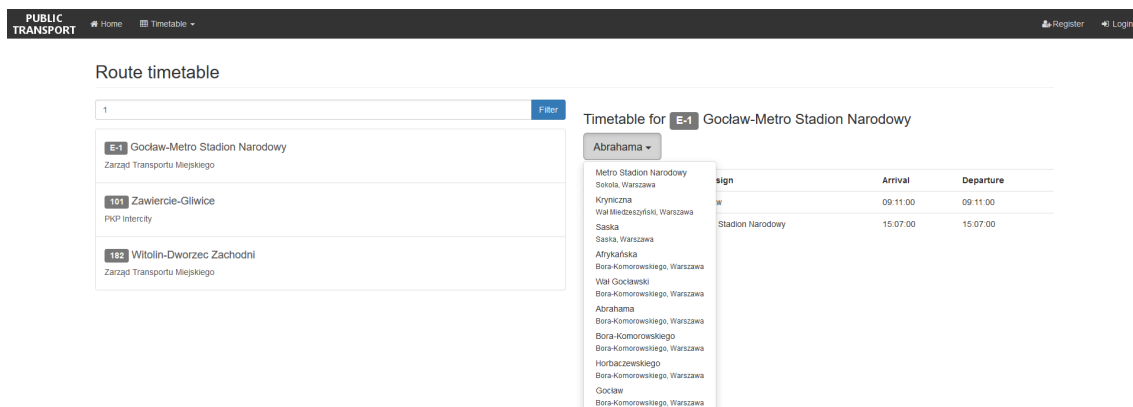 PUBLIC
TRANSPORT
Home
Timetable
Register
Login
Route timetable
1
Filter
E-1 Gocław-Metro Stadion Narodowy
Zarząd Transportu Miejskiego
101 Zawiercie-Gliwice
PKP Intercity
182 Witolin-Dworzec Zachodni
Zarząd Transportu Miejskiego
Timetable for E-1 Gocław-Metro Stadion Narodowy
Abrahama
Metro Stadion Narodowy
Sokola, Warszawa
Kryniczna
Wał Miedzeszyński, Warszawa
Saska
Saska, Warszawa
Afrykańska
Bora-Komorowskiego, Warszawa
Wał Gocławski
Bora-Komorowskiego, Warszawa
Abrahama
Bora-Komorowskiego, Warszawa
Bora-Komorowskiego
Bora-Komorowskiego, Warszawa
Horbaczewskiego
Bora-Komorowskiego, Warszawa
Gocław
Bora-Komorowskiego, Warszawa
sign Arrival Departure
w 09:11:00 09:11:00
Stadion Narodowy 15:07:00 15:07:00